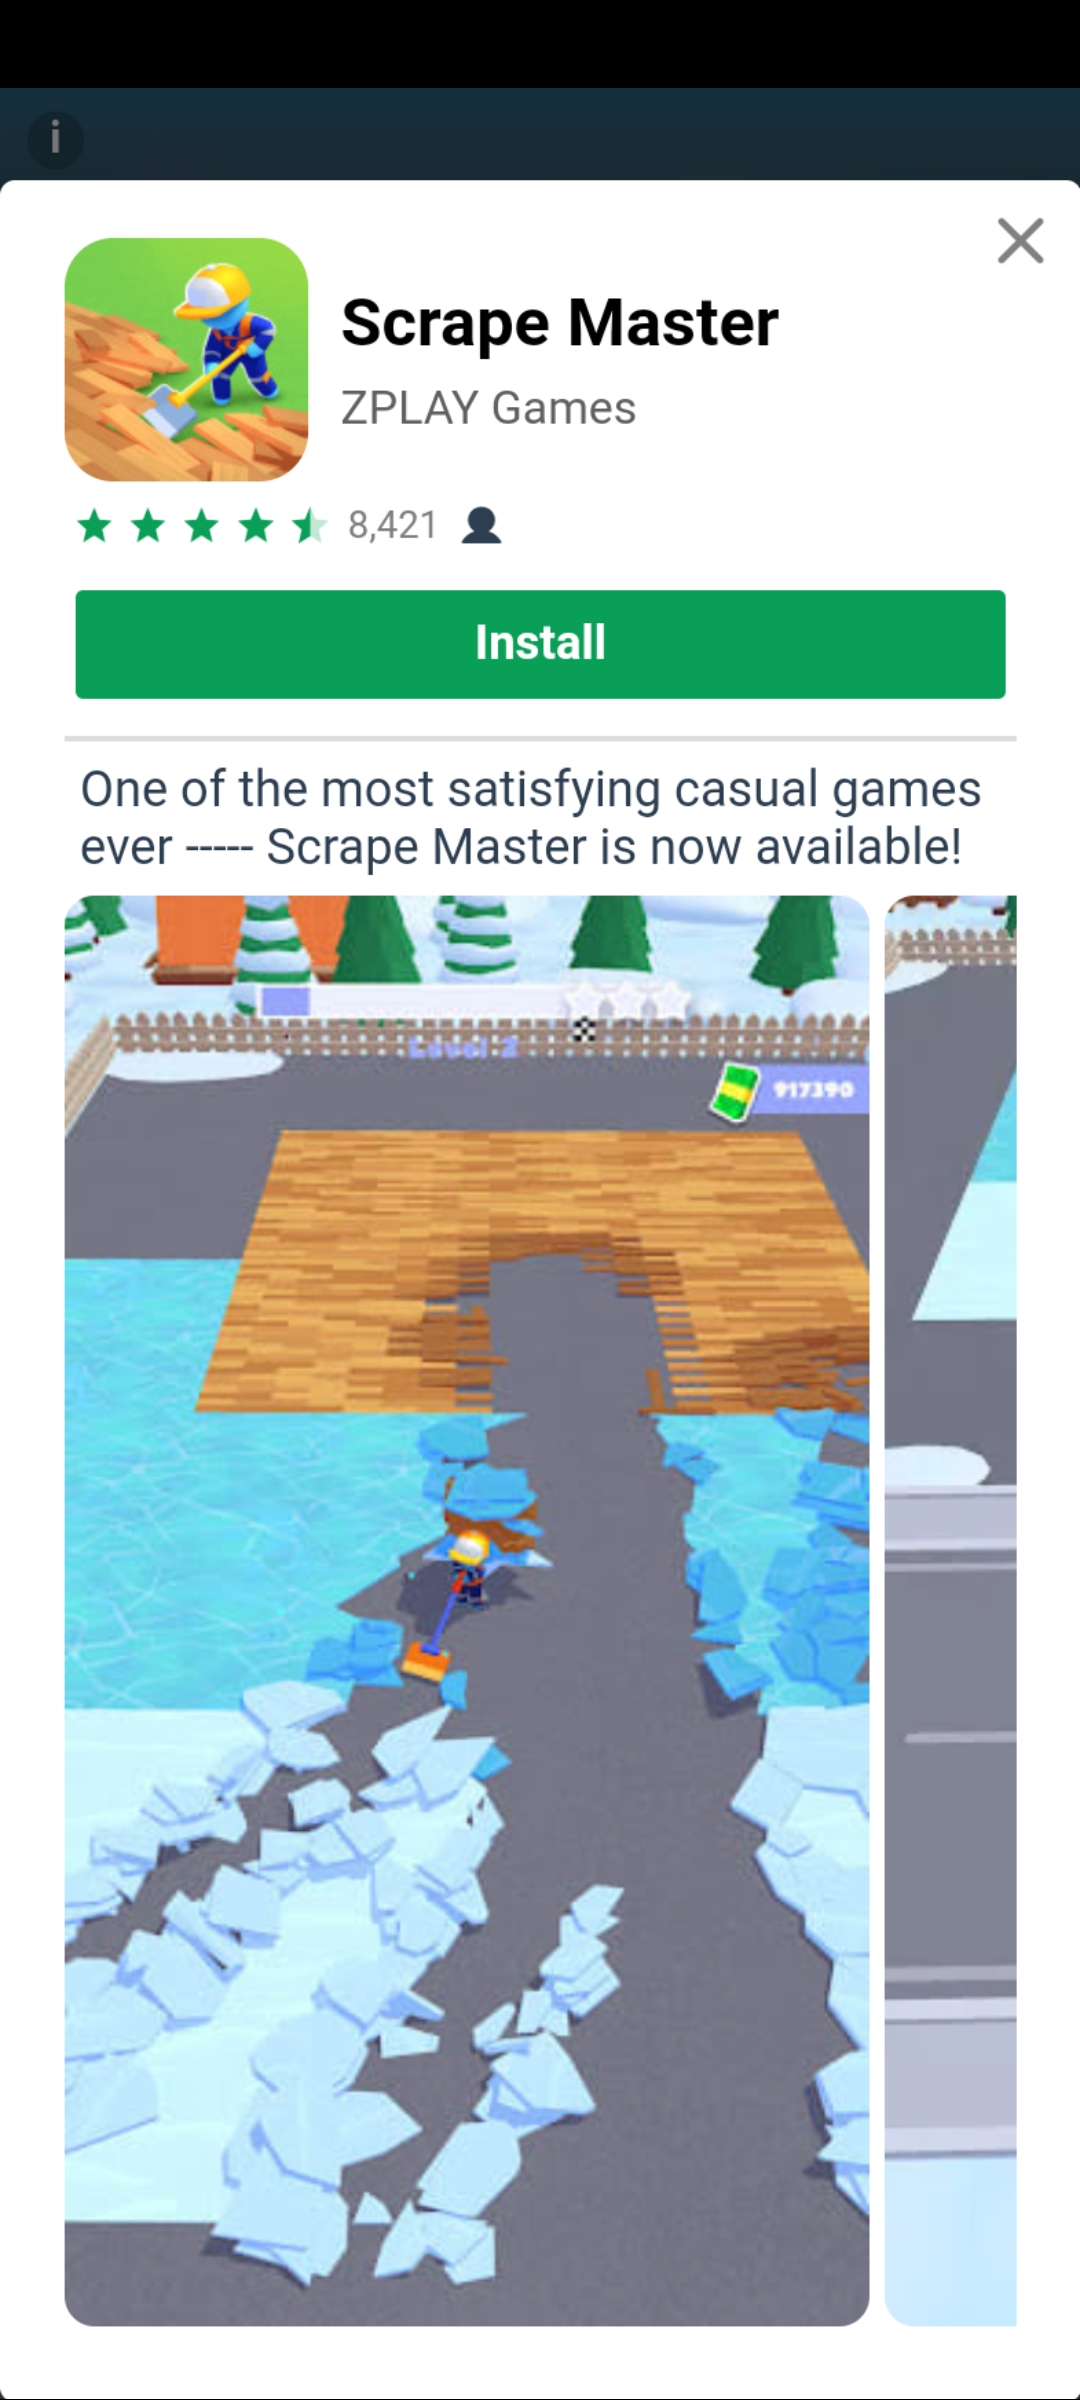 i
Scrape Master
ZPLAY Games
8,421
Install
One of the most satisfying casual games
ever ----- Scrape Master is now available!
Level 2
917390